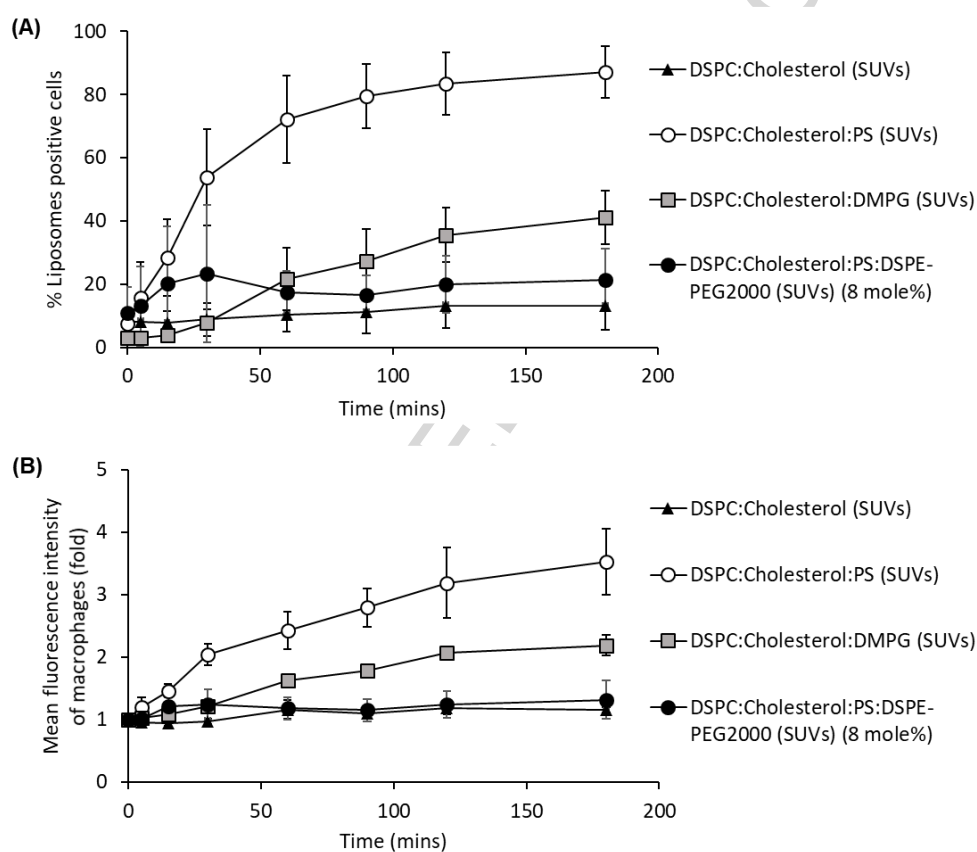 (A)
% Liposomes positive cells
100
80
60
40
20
0
0
50
100
150
200
Time (mins)
DSPC:Cholesterol (SUVs)
DSPC:Cholesterol:PS (SUVs)
DSPC:Cholesterol:DMPG (SUVs)
DSPC:Cholesterol:PS:DSPE-
PEG2000 (SUVs) (8 mole%)
(B)
Mean fluorescence intensity
of macrophages (fold)
5
4
3
2
1
0
0
50
100
150
200
Time (mins)
DSPC:Cholesterol (SUVs)
DSPC:Cholesterol:PS (SUVs)
DSPC:Cholesterol:DMPG (SUVs)
DSPC:Cholesterol:PS:DSPE-
PEG2000 (SUVs) (8 mole%)